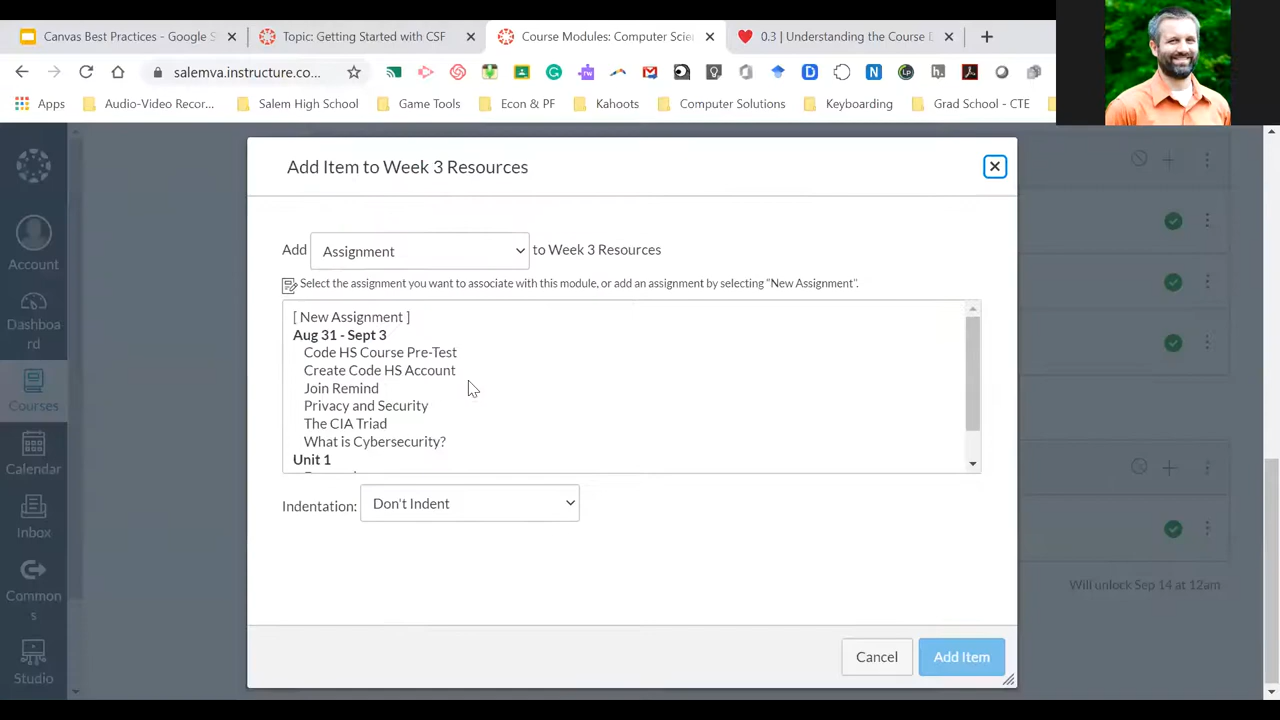 Canvas Best Practices - Google S
Topic: Getting Started with CSF
Course Modules: Computer Scien
0.3 | Understanding the Course E
salemva.instructure.co...
Apps
Audio-Video Recor...
Salem High School
Game Tools
Econ & PF
Kahoots
Computer Solutions
Keyboarding
Grad School - CTE
Account
Dashboa
rd
Courses
Calendar
Inbox
Common
s
Studio
Add Item to Week 3 Resources
Add Assignment to Week 3 Resources
Select the assignment you want to associate with this module, or add an assignment by selecting "New Assignment".
[ New Assignment ]
Aug 31 - Sept 3
Code HS Course Pre-Test
Create Code HS Account
Join Remind
Privacy and Security
The CIA Triad
What is Cybersecurity?
Unit 1
Indentation: Don't Indent
Will unlock Sep 14 at 12am
Cancel
Add Item